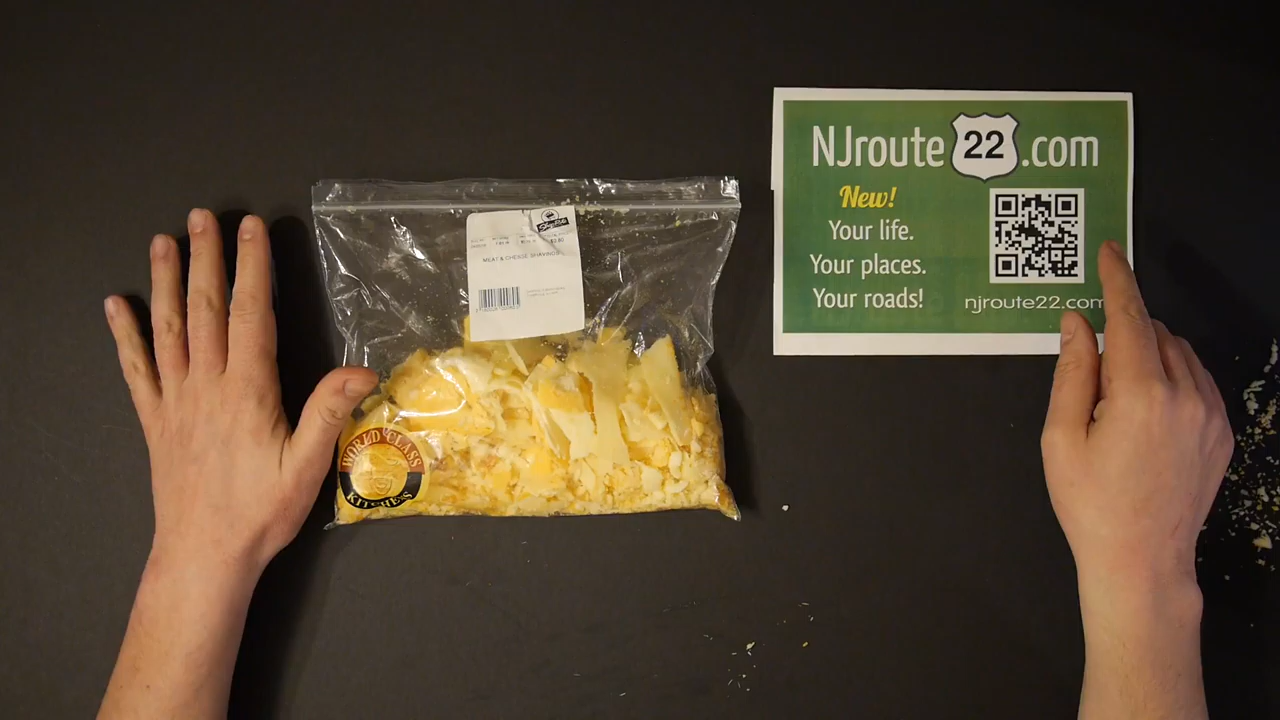 MEAT & CHEESE SHAVINGS
WORLD CLASS
KITCHENS
NJroute 22 .com
New!
Your life.
Your places.
Your roads!
njroute22.com